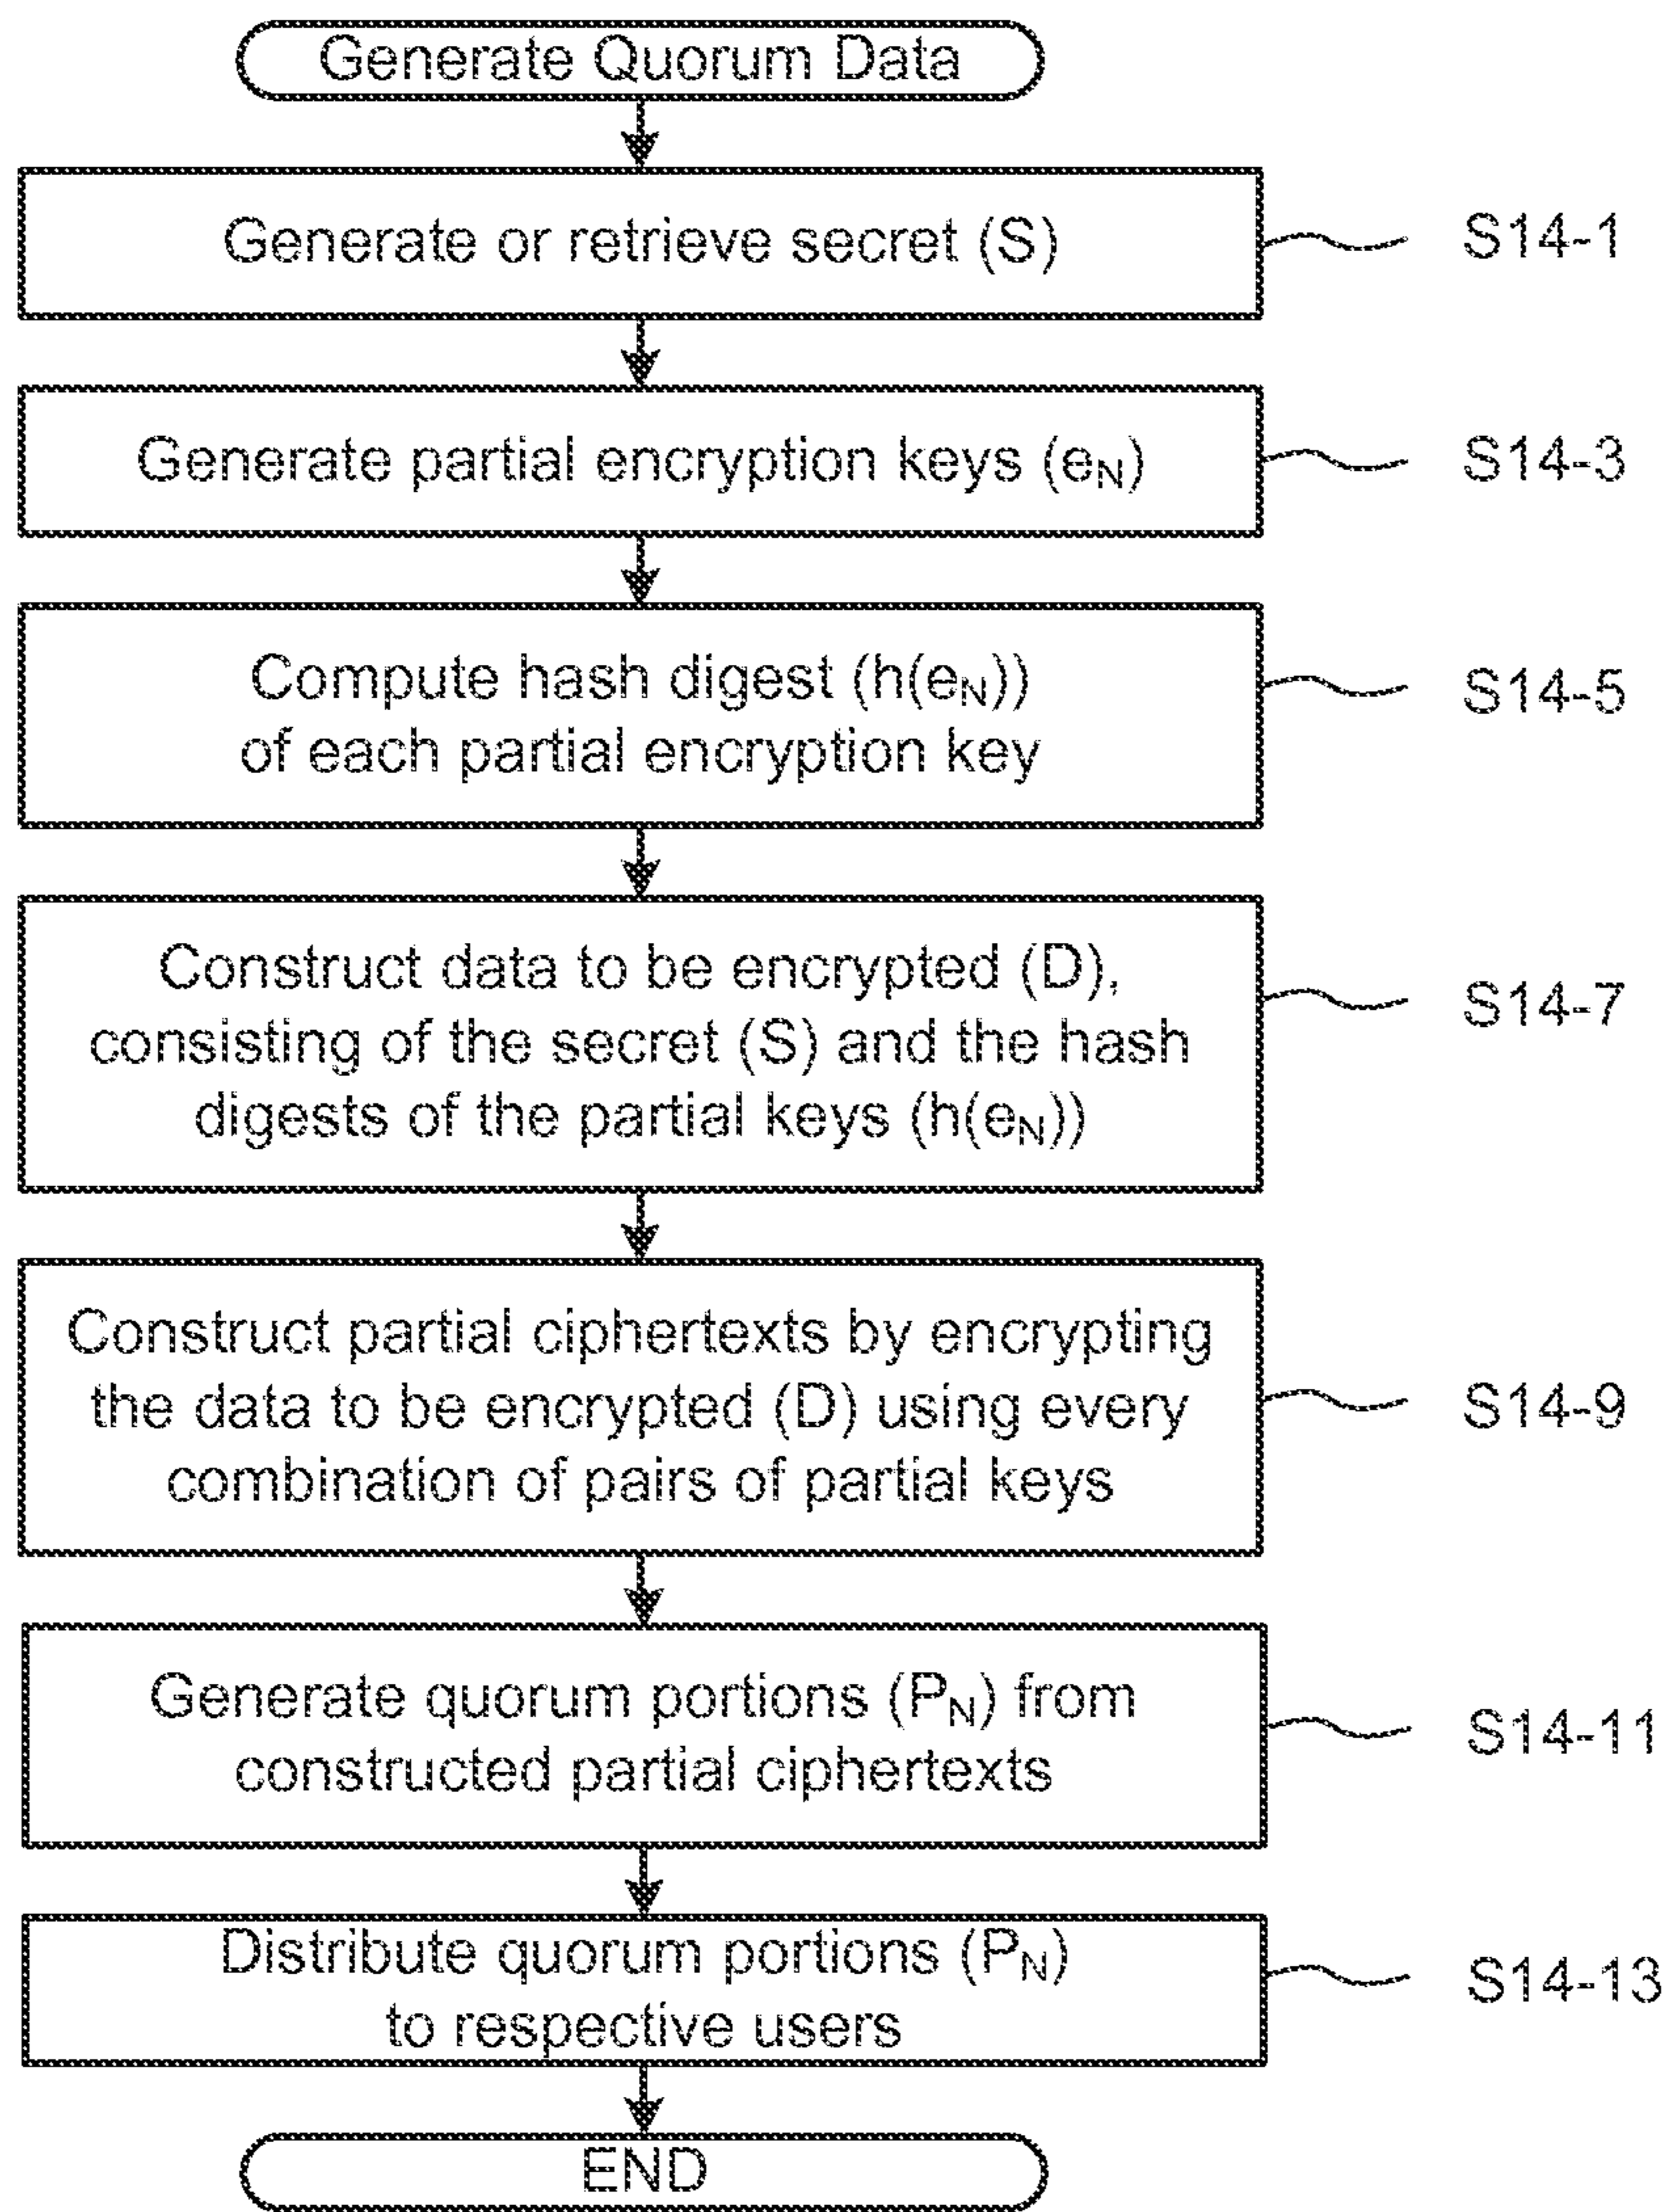 Generate Quorum Data
Generate or retrieve secret (S)
S14-1
Generate partial encryption keys (eN)
S14-3
Compute hash digest (h(eN))
of each partial encryption key
S14-5
Construct data to be encrypted (D),
consisting of the secret (S) and the hash
digests of the partial keys (h(eN))
S14-7
Construct partial ciphertexts by encrypting
the data to be encrypted (D) using every
combination of pairs of partial keys
S14-9
Generate quorum portions (PN) from
constructed partial ciphertexts
S14-11
Distribute quorum portions (PN)
to respective users
S14-13
END